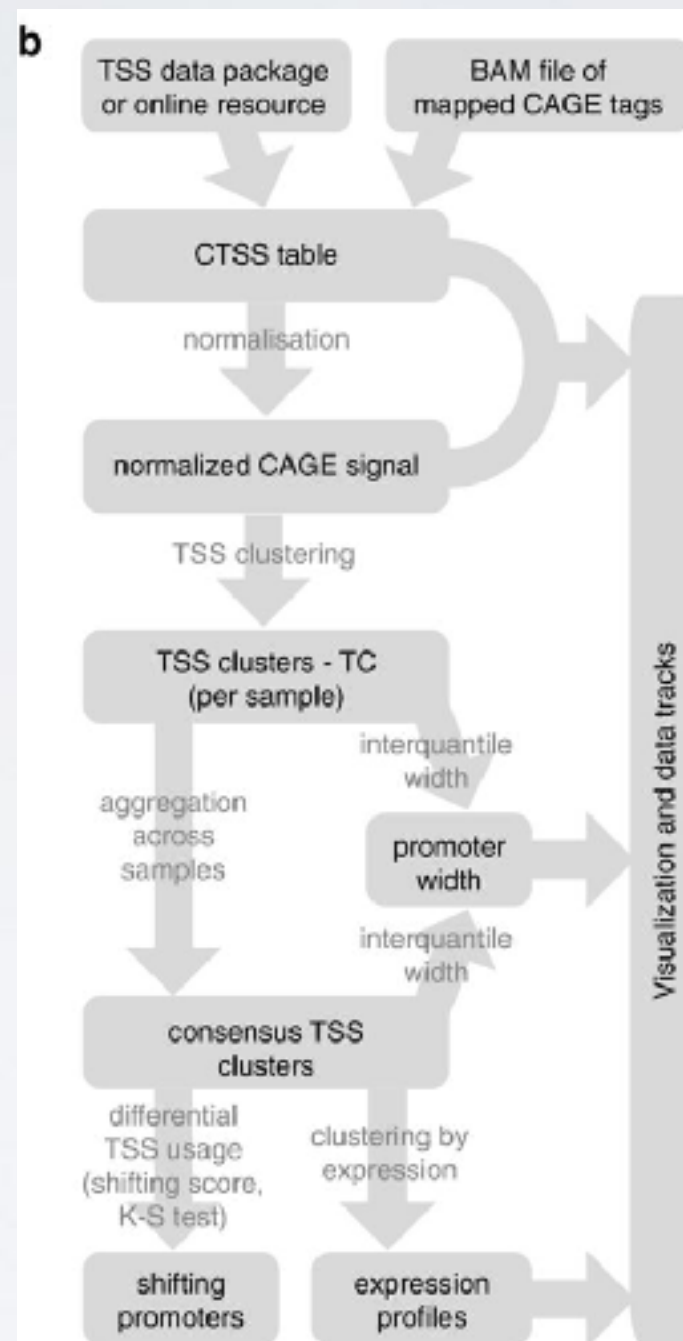 b
TSS data package
or online resource
BAM file of
mapped CAGE tags
CTSS table
normalisation
normalized CAGE signal
TSS clustering
TSS clusters - TC
(per sample)
interquantile
width
aggregation
across
samples
promoter
width
interquantile
width
consensus TSS
clusters
differential
TSS usage
(shifting score,
K-S test)
clustering by
expression
shifting
promoters
expression
profiles
Visualization and data tracks